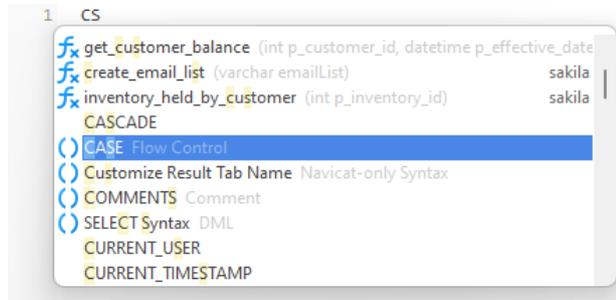 1 CS
get_customer_balance (int p_customer_id, datetime p_effective_date
create_email_list (varchar emailList) sakila
inventory_held_by_customer (int p_inventory_id) sakila
CASCADE
() CASE Flow Control
() Customize Result Tab Name Navicat-only Syntax
() COMMENTS Comment
() SELECT Syntax DML
CURRENT_USER
CURRENT_TIMESTAMP